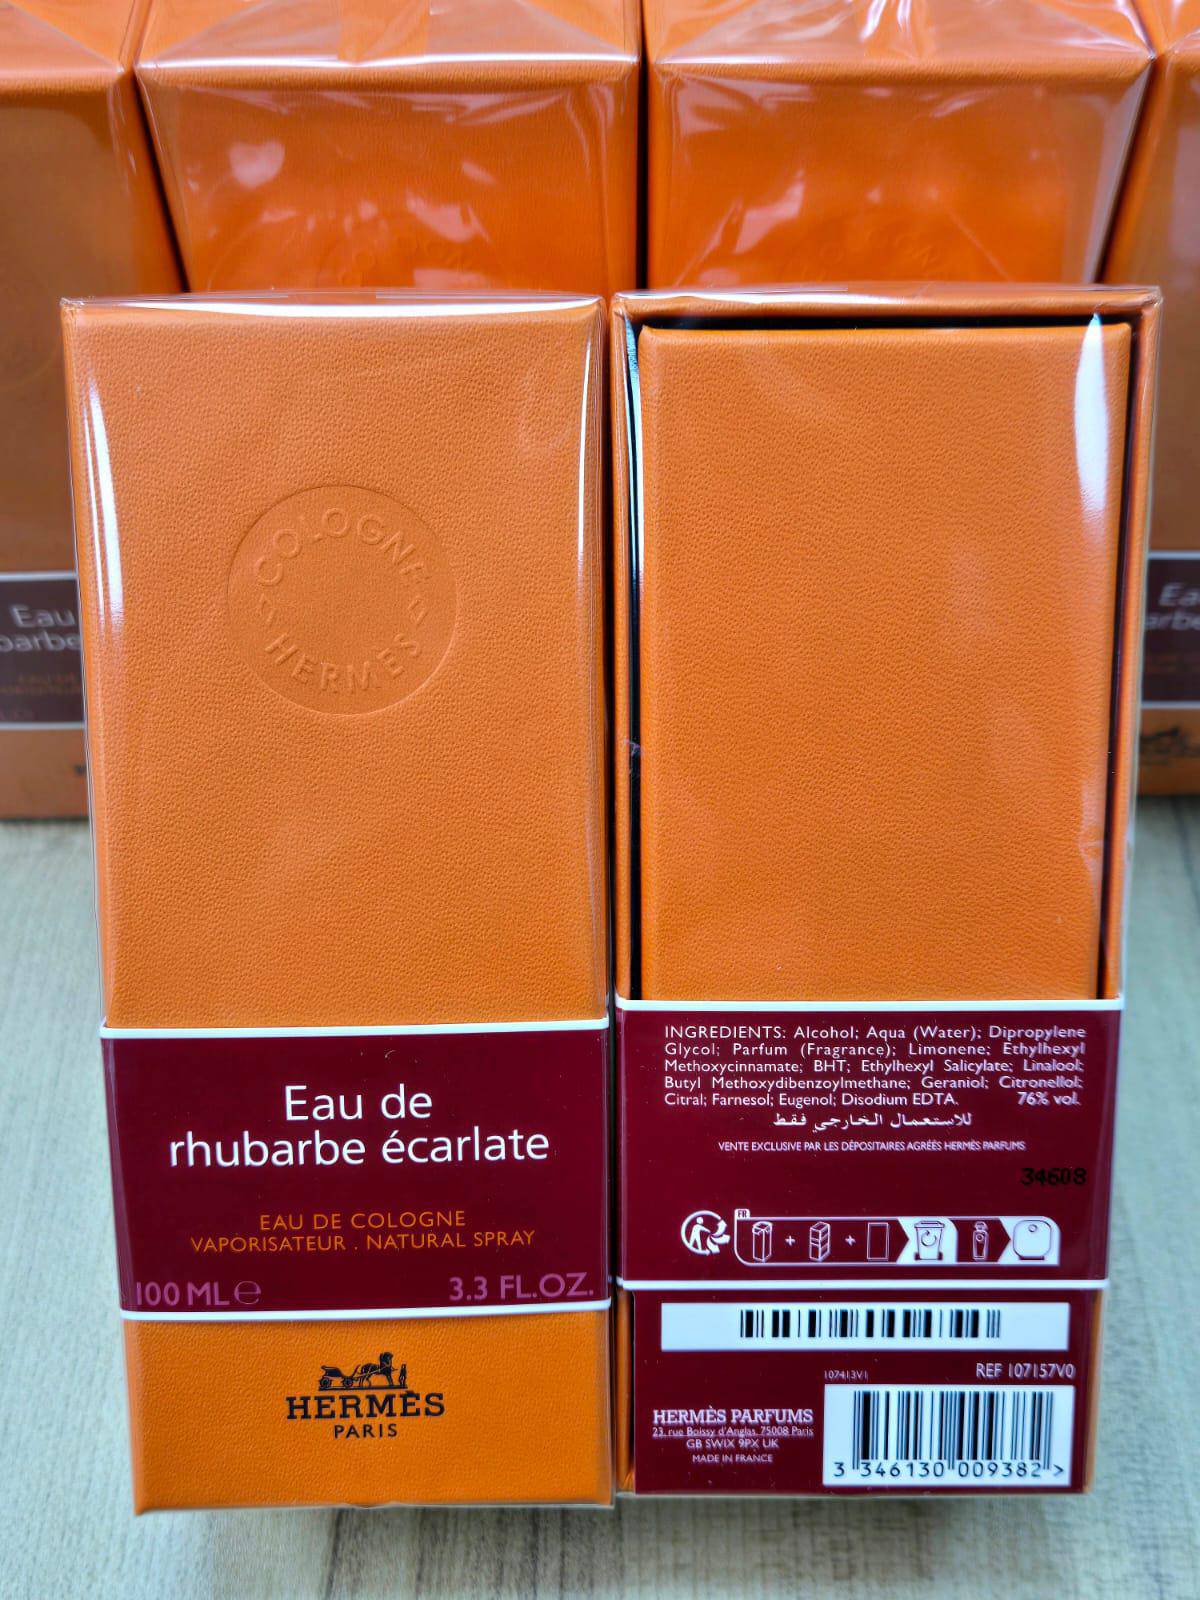 COLOGNE
HERMÈS
Eau de
rhubarbe écarlate
EAU DE COLOGNE
VAPORISATEUR . NATURAL SPRAY
100 ML ℮ 3.3 FL.OZ.
HERMÈS
PARIS
INGREDIENTS: Alcohol; Aqua (Water); Dipropylene
Glycol; Parfum (Fragrance); Limonene; Ethylhexyl
Methoxycinnamate; BHT; Ethylhexyl Salicylate; Linalool;
Butyl Methoxydibenzoylmethane; Geraniol; Citronellol;
Citral; Farnesol; Eugenol; Disodium EDTA. 76% vol.
للاستعمال الخارجي فقط
VENTE EXCLUSIVE PAR LES DÉPOSITAIRES AGRÉÉS HERMÈS PARFUMS
34608
FR
+ +
107413V1 REF 107157V0
HERMÈS PARFUMS
23, rue Boissy d'Anglas, 75008 Paris
GB SW1X 9PX UK
MADE IN FRANCE
3 346130 009382 >
Eau